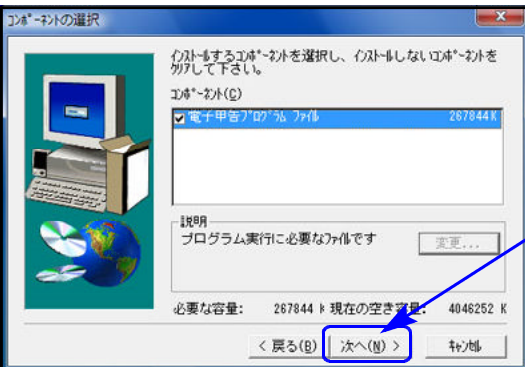 ｺﾝﾎﾟｰﾈﾝﾄの選択
ｲﾝｽﾄｰﾙするｺﾝﾎﾟｰﾈﾝﾄを選択し、ｲﾝｽﾄｰﾙしないｺﾝﾎﾟｰﾈﾝﾄを
ｸﾘｱして下さい。
ｺﾝﾎﾟｰﾈﾝﾄ(C)
電子申告ﾌﾟﾛｸﾞﾗﾑ ﾌｧｲﾙ 267844 K
説明
プログラム実行に必要なﾌｧｲﾙです
変更...
必要な容量: 267844 K 現在の空き容量: 4046252 K
< 戻る(B)
次へ(N) >
ｷｬﾝｾﾙ